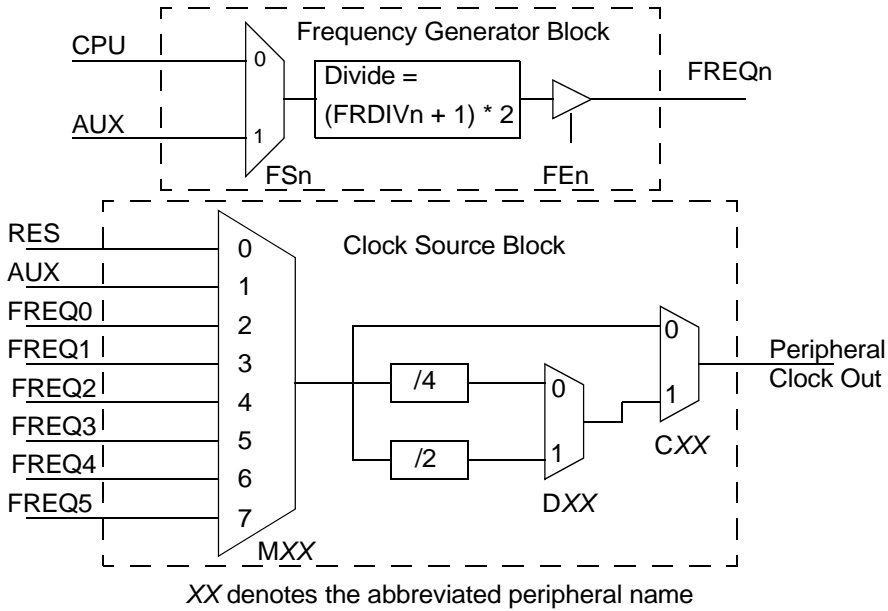 Frequency Generator Block
CPU
0
Divide =
(FRDIVn + 1) * 2
FREQn
AUX
1
FSn
FEn
Clock Source Block
RES
0
AUX
1
FREQ0
2
FREQ1
3
FREQ2
4
FREQ3
5
FREQ4
6
FREQ5
7
MXX
/4
/2
0
1
DXX
0
1
CXX
Peripheral
Clock Out
XX denotes the abbreviated peripheral name